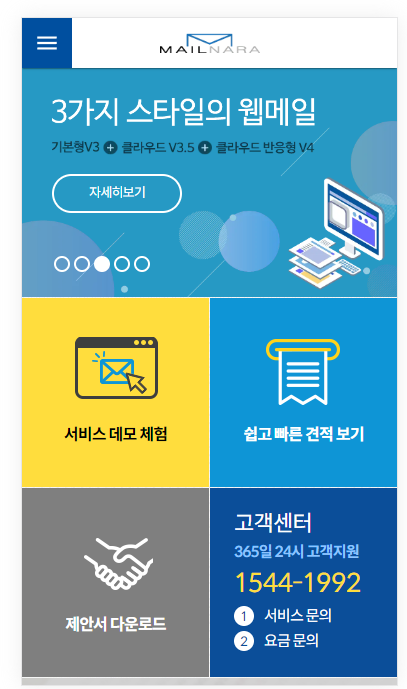 MAILNARA
3가지 스타일의 웹메일
기본형V3 + 클라우드 V3.5 + 클라우드 반응형 V4
자세히보기
서비스 데모 체험
쉽고 빠른 견적 보기
제안서 다운로드
고객센터
365일 24시 고객지원
1544-1992
1 서비스 문의
2 요금 문의